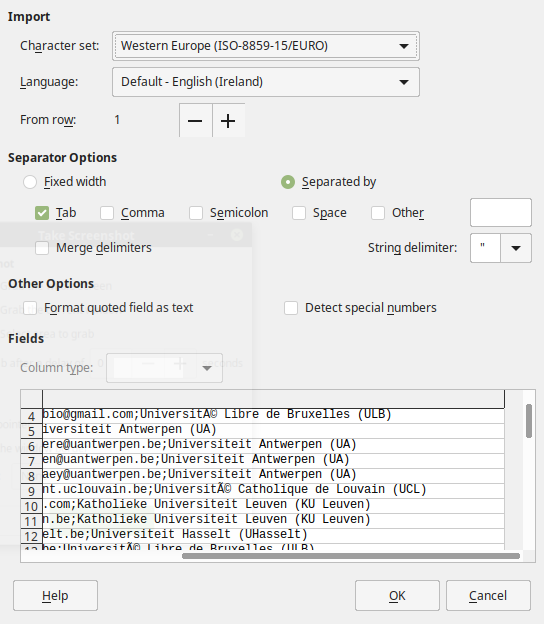 Import
Character set: Western Europe (ISO-8859-15/EURO)
Language: Default - English (Ireland)
From row: 1
Separator Options
Fixed width Separated by
Tab Comma Semicolon Space Other
Take Screenshot
Merge delimiters String delimiter: "
Other Options
Format quoted field as text Detect special numbers
area to grab
Fields
Column type: seconds
4 bio@gmail.com;UniversitÃ© Libre de Bruxelles (ULB)
5 iversiteit Antwerpen (UA)
6 ere@uantwerpen.be;Universiteit Antwerpen (UA)
7 en@uantwerpen.be;Universiteit Antwerpen (UA)
8 aey@uantwerpen.be;Universiteit Antwerpen (UA)
9 nt.uclouvain.be;UniversitÃ© Catholique de Louvain (UCL)
10 .com;Katholieke Universiteit Leuven (KU Leuven)
11 n.be;Katholieke Universiteit Leuven (KU Leuven)
12 elt.be;Universiteit Hasselt (UHasselt)
13 be;UniversitÃ© Libre de Bruxelles (ULB)
Help OK Cancel